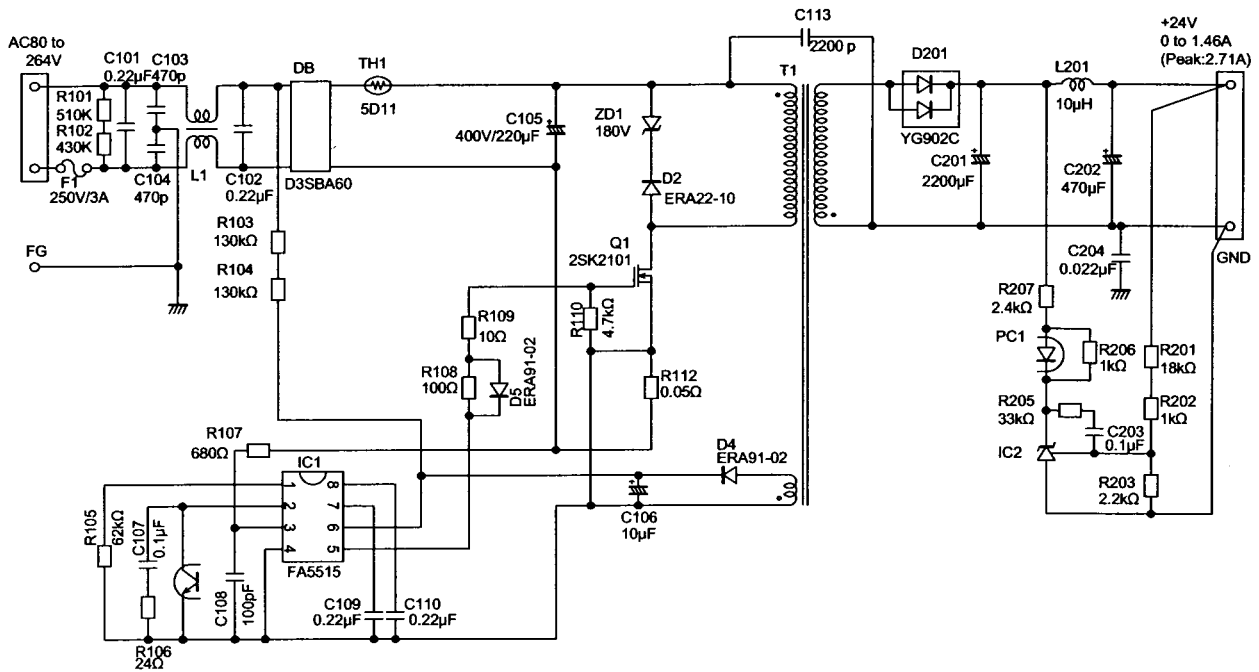 AC80 to
264V
C101
0.22μF
C103
470p
R101
510K
R102
430K
F1
250V/3A
C104
470p
L1
C102
0.22μF
DB
D3SBA60
TH1
5D11
C105
400V/220μF
ZD1
180V
D2
ERA22-10
Q1
2SK2101
T1
C113
2200 p
D201
YG902C
C201
2200μF
L201
10μH
C202
470μF
+24V
0 to 1.46A
(Peak:2.71A)
GND
C204
0.022μF
FG
R103
130kΩ
R104
130kΩ
R109
10Ω
R108
100Ω
D5
ERA91-02
R110
4.7kΩ
R112
0.05Ω
R207
2.4kΩ
PC1
R206
1kΩ
R201
18kΩ
R205
33kΩ
R202
1kΩ
C203
0.1μF
IC2
R203
2.2kΩ
R107
680Ω
D4
ERA91-02
C106
10μF
IC1
1
2
3
4
8
7
6
5
FA5515
R105
62kΩ
C107
0.1μF
R106
24Ω
C108
100pF
C109
0.22μF
C110
0.22μF